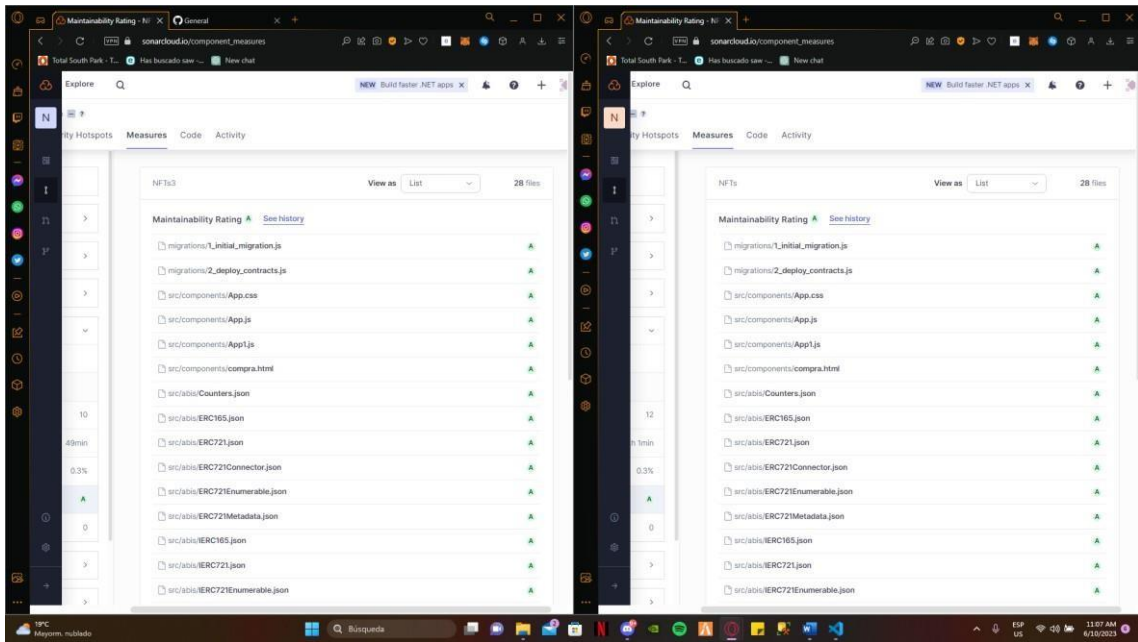 Maintainability Rating - NF
General
Maintainability Rating - NF
VPN
sonarcloud.io/component_measures
VPN
sonarcloud.io/component_measures
Total South Park - T...
Has buscado saw -...
New chat
Total South Park - T...
Has buscado saw -...
New chat
Explore
NEW Build faster .NET apps
Explore
NEW Build faster .NET apps
N
N
rity Hotspots Measures Code Activity
ity Hotspots Measures Code Activity
NFTs3
View as List
28 files
Maintainability Rating A See history
migrations/1_initial_migration.js A
migrations/2_deploy_contracts.js A
src/components/App.css A
src/components/App.js A
src/components/App1.js A
src/components/compra.html A
src/abis/Counters.json A
10 src/abis/ERC165.json A
49min src/abis/ERC721.json A
0.3% src/abis/ERC721Connector.json A
A src/abis/ERC721Enumerable.json A
0 src/abis/ERC721Metadata.json A
src/abis/IERC165.json A
src/abis/IERC721.json A
src/abis/IERC721Enumerable.json A
NFTs
View as List
28 files
Maintainability Rating A See history
migrations/1_initial_migration.js A
migrations/2_deploy_contracts.js A
src/components/App.css A
src/components/App.js A
src/components/App1.js A
src/components/compra.html A
src/abis/Counters.json A
12 src/abis/ERC165.json A
h 1min src/abis/ERC721.json A
0.3% src/abis/ERC721Connector.json A
A src/abis/ERC721Enumerable.json A
0 src/abis/ERC721Metadata.json A
src/abis/IERC165.json A
src/abis/IERC721.json A
src/abis/IERC721Enumerable.json A
19°C
Mayorm. nublado
Búsqueda
ESP
US
11:07 AM
6/10/2023